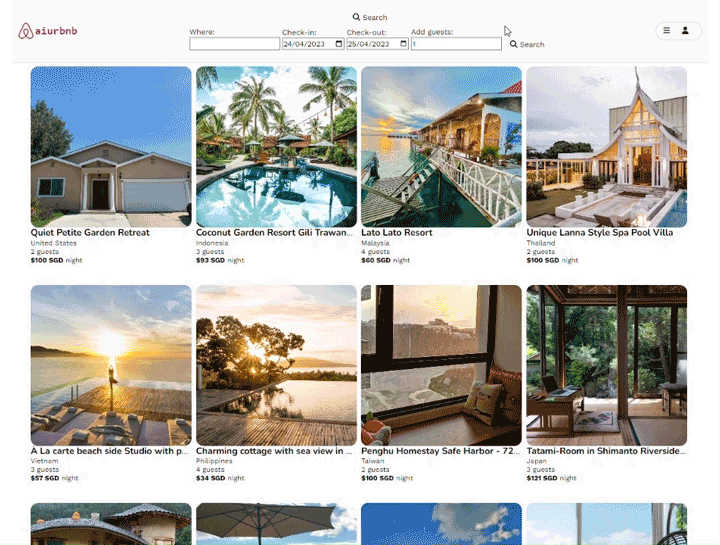 Search
aiurbnb
Where:
Check-in:
Check-out:
Add guests:
24/04/2023
25/04/2023
1
Search
Quiet Petite Garden Retreat
United States
2 guests
$100 SGD night
Coconut Garden Resort Gili Trawan...
Indonesia
3 guests
$93 SGD night
Lato Lato Resort
Malaysia
4 guests
$60 SGD night
Unique Lanna Style Spa Pool Villa
Thailand
2 guests
$100 SGD night
À La carte beach side Studio with p...
Vietnam
3 guests
$57 SGD night
Charming cottage with sea view in ...
Philippines
4 guests
$34 SGD night
Penghu Homestay Safe Harbor - 72...
Taiwan
2 guests
$100 SGD night
Tatami-Room in Shimanto Riverside...
Japan
3 guests
$121 SGD night